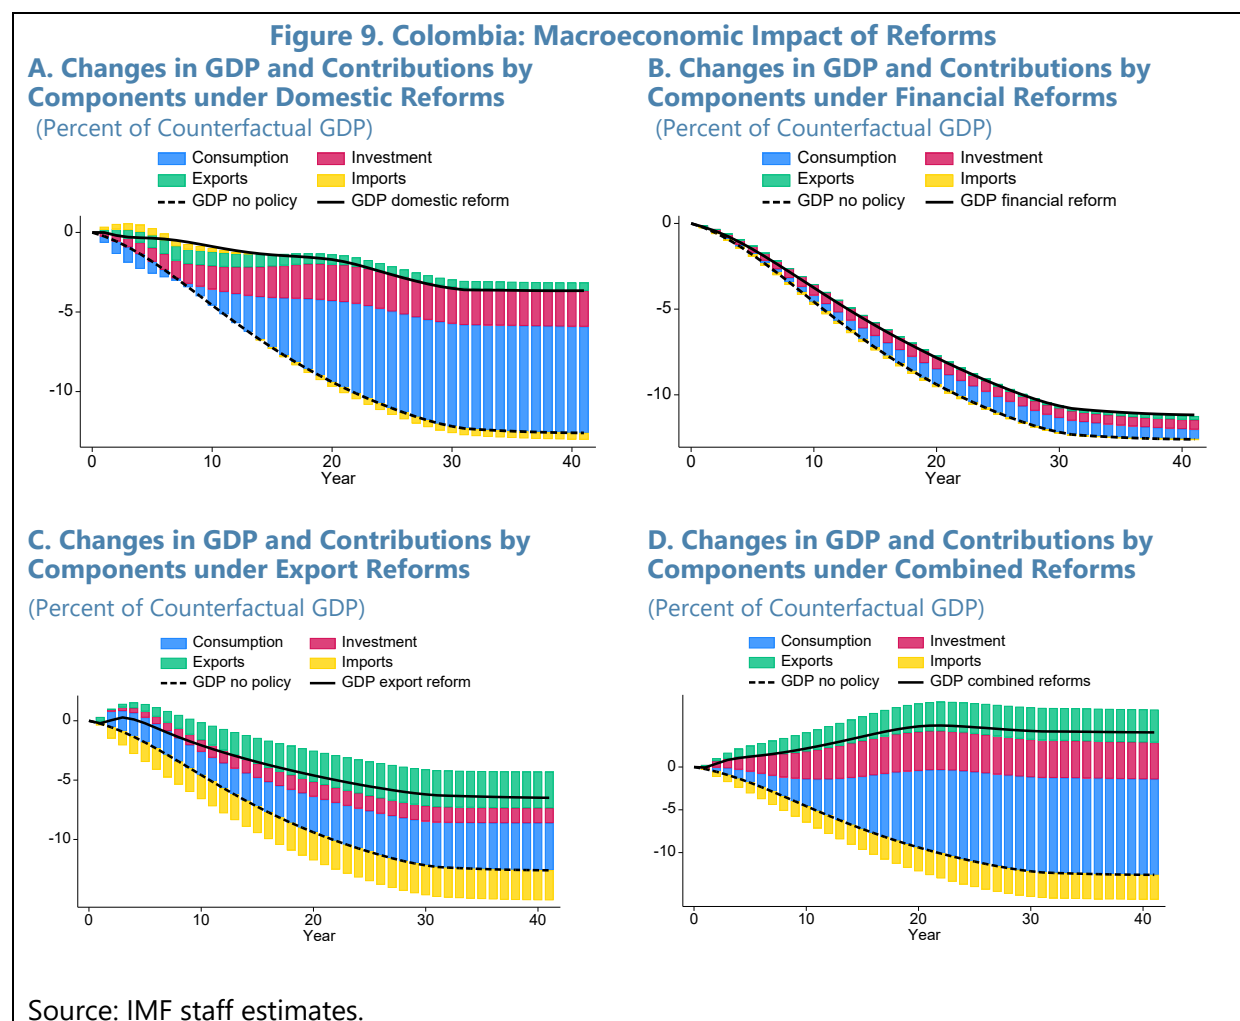 Figure 9. Colombia: Macroeconomic Impact of Reforms
A. Changes in GDP and Contributions by
Components under Domestic Reforms
(Percent of Counterfactual GDP)
Consumption Investment
Exports Imports
GDP no policy GDP domestic reform
0
-5
-10
0 10 20 30 40
Year
B. Changes in GDP and Contributions by
Components under Financial Reforms
(Percent of Counterfactual GDP)
Consumption Investment
Exports Imports
GDP no policy GDP financial reform
0
-5
-10
0 10 20 30 40
Year
C. Changes in GDP and Contributions by
Components under Export Reforms
(Percent of Counterfactual GDP)
Consumption Investment
Exports Imports
GDP no policy GDP export reform
0
-5
-10
0 10 20 30 40
Year
D. Changes in GDP and Contributions by
Components under Combined Reforms
(Percent of Counterfactual GDP)
Consumption Investment
Exports Imports
GDP no policy GDP combined reforms
0
-5
-10
0 10 20 30 40
Year
Source: IMF staff estimates.